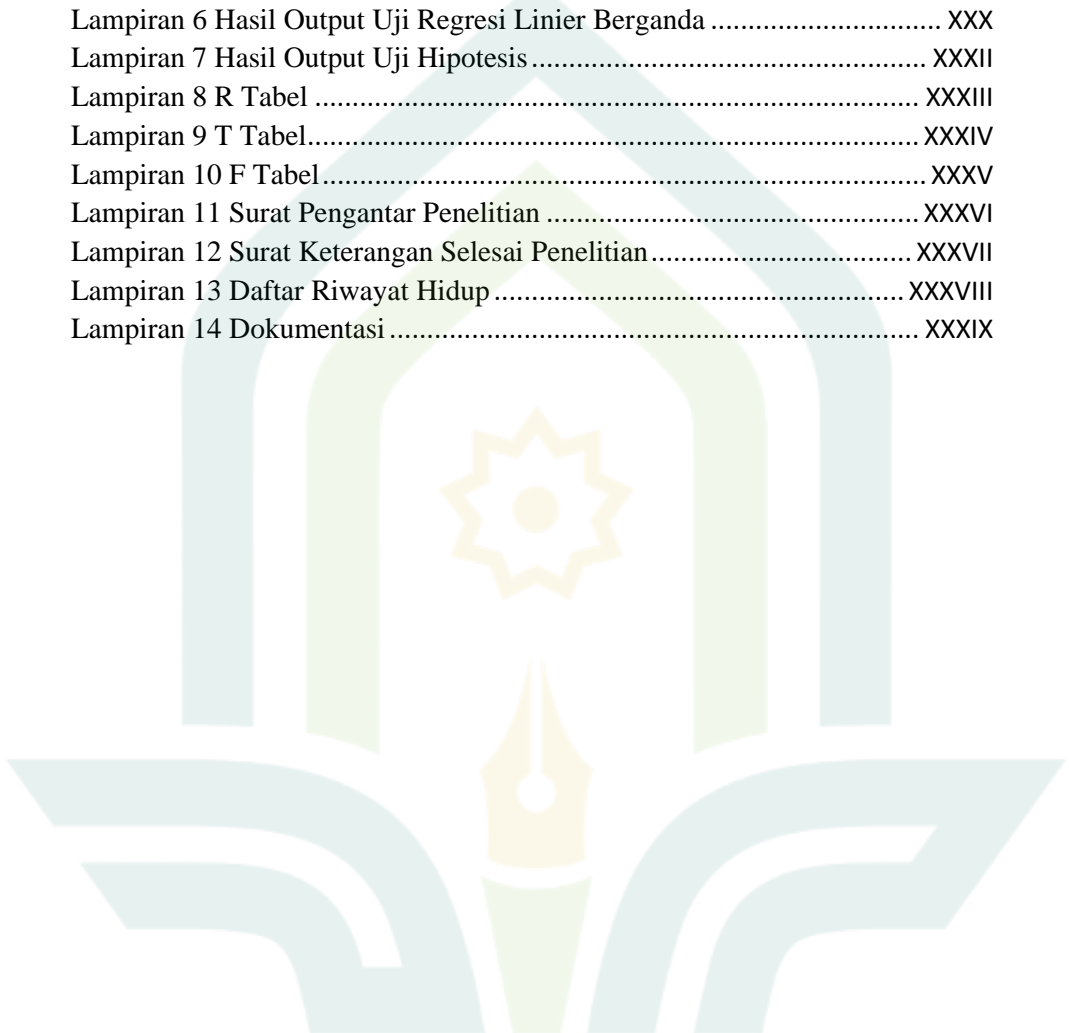 Lampiran 6 Hasil Output Uji Regresi Linier Berganda ............................... XXX
Lampiran 7 Hasil Output Uji Hipotesis ..................................................... XXXII
Lampiran 8 R Tabel ................................................................................. XXXIII
Lampiran 9 T Tabel.................................................................................. XXXIV
Lampiran 10 F Tabel ................................................................................. XXXV
Lampiran 11 Surat Pengantar Penelitian .................................................. XXXVI
Lampiran 12 Surat Keterangan Selesai Penelitian ................................... XXXVII
Lampiran 13 Daftar Riwayat Hidup ....................................................... XXXVIII
Lampiran 14 Dokumentasi ....................................................................... XXXIX